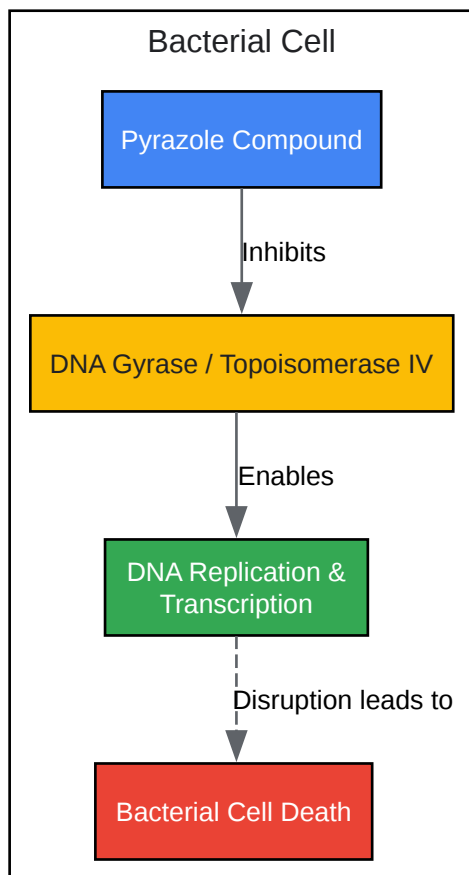 Bacterial Cell
Pyrazole Compound
Inhibits
DNA Gyrase / Topoisomerase IV
Enables
DNA Replication &
Transcription
Disruption leads to
Bacterial Cell Death